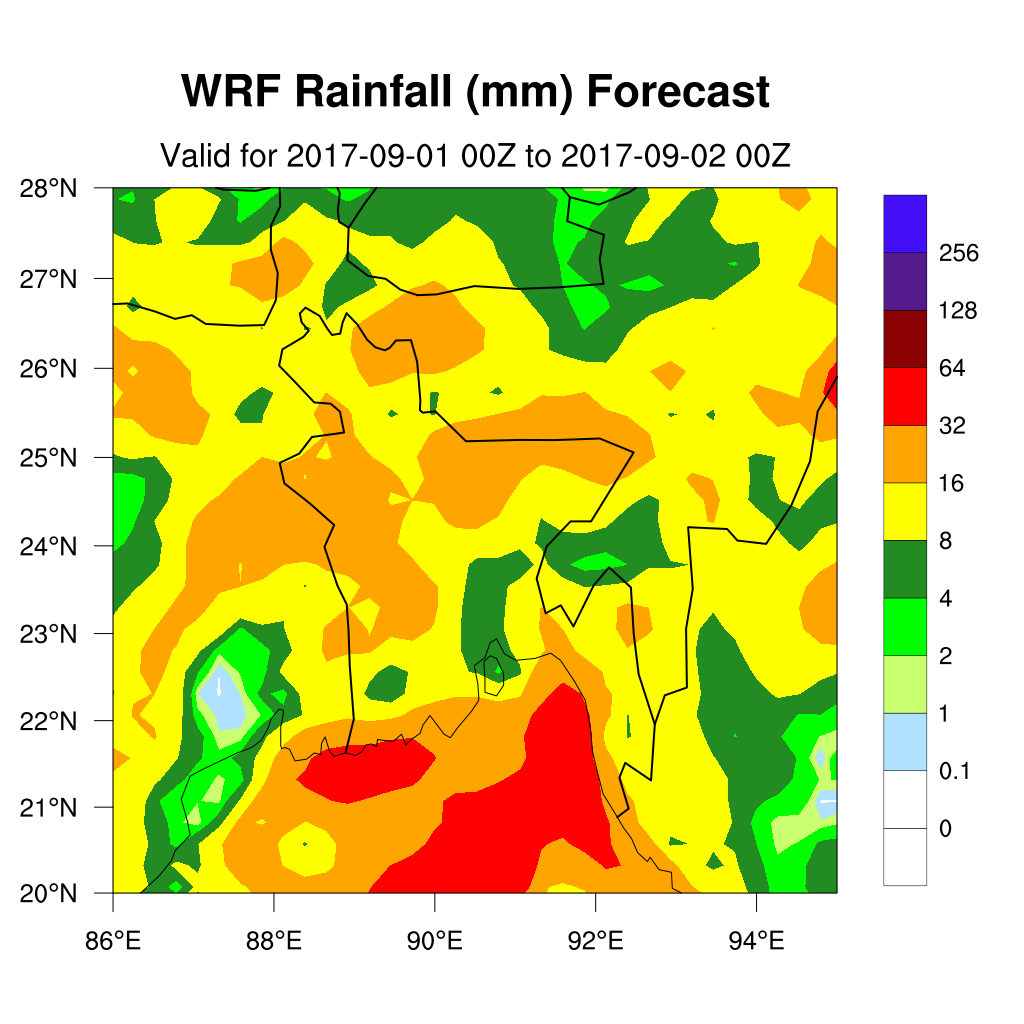 WRF Rainfall (mm) Forecast
Valid for 2017-09-01 00Z to 2017-09-02 00Z
28°N
27°N
26°N
25°N
24°N
23°N
22°N
21°N
20°N
86°E 88°E 90°E 92°E 94°E
256
128
64
32
16
8
4
2
1
0.1
0